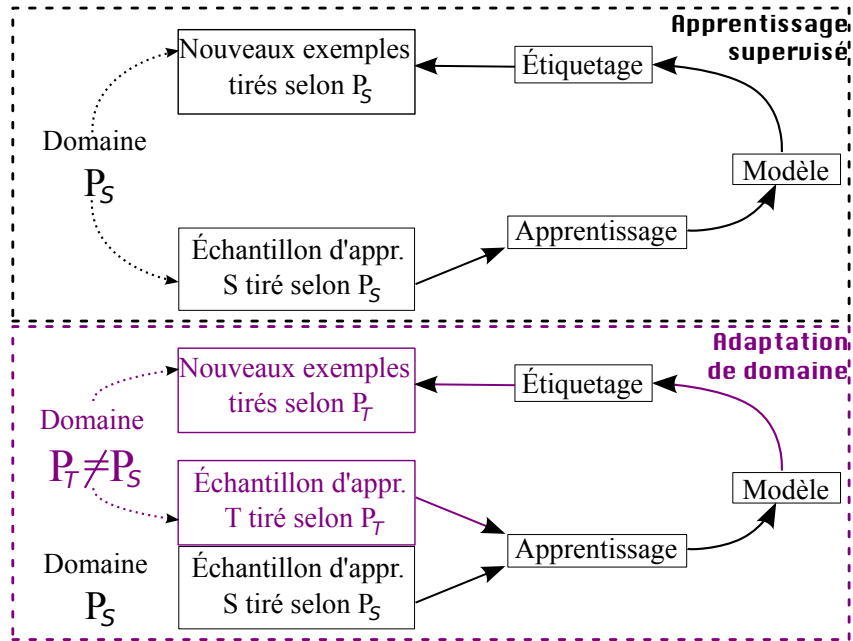 Apprentissage
supervisé
Nouveaux exemples
tirés selon P_S
Étiquetage
Domaine
P_S
Modèle
Échantillon d'appr.
S tiré selon P_S
Apprentissage
Adaptation
de domaine
Nouveaux exemples
tirés selon P_T
Étiquetage
Domaine
P_T≠P_S
Échantillon d'appr.
T tiré selon P_T
Modèle
Apprentissage
Domaine
P_S
Échantillon d'appr.
S tiré selon P_S